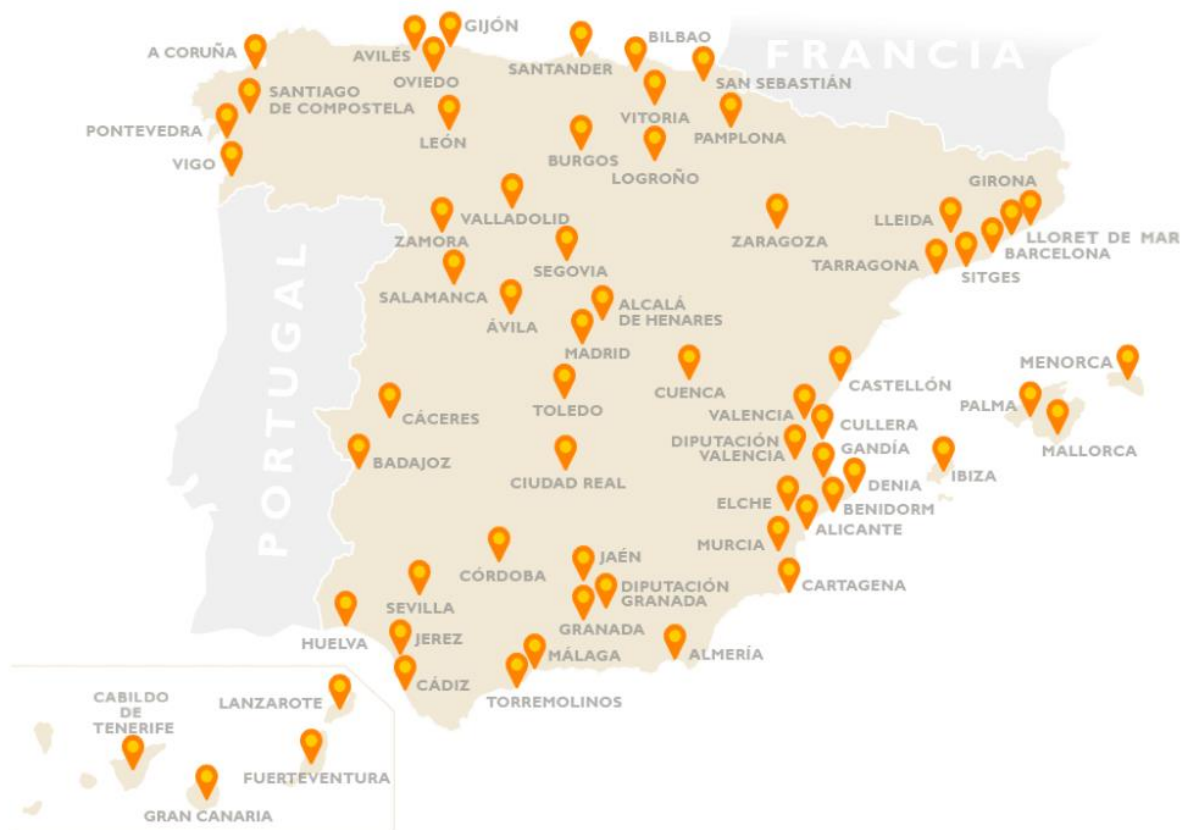 GIJÓN
A CORUÑA
AVILÉS
BILBAO
FRANCIA
OVIEDO
SANTANDER
SAN SEBASTIÁN
SANTIAGO
DE COMPOSTELA
VITORIA
PONTEVEDRA
LEÓN
PAMPLONA
VIGO
BURGOS
LOGROÑO
GIRONA
VALLADOLID
LLEIDA
ZAMORA
ZARAGOZA
LLORET DE MAR
SEGOVIA
TARRAGONA
BARCELONA
SITGES
SALAMANCA
ÁVILA
ALCALÁ
DE HENARES
PORTUGAL
MADRID
MENORCA
CUENCA
CASTELLÓN
TOLEDO
CÁCERES
VALENCIA
PALMA
CULLERA
DIPUTACIÓN
VALENCIA
GANDÍA
MALLORCA
BADAJOZ
CIUDAD REAL
IBIZA
DENIA
ELCHE
BENIDORM
ALICANTE
MURCIA
JAÉN
CÓRDOBA
CARTAGENA
DIPUTACIÓN
GRANADA
SEVILLA
GRANADA
HUELVA
JEREZ
MÁLAGA
ALMERÍA
CÁDIZ
TORREMOLINOS
CABILDO
DE
TENERIFE
LANZAROTE
FUERTEVENTURA
GRAN CANARIA